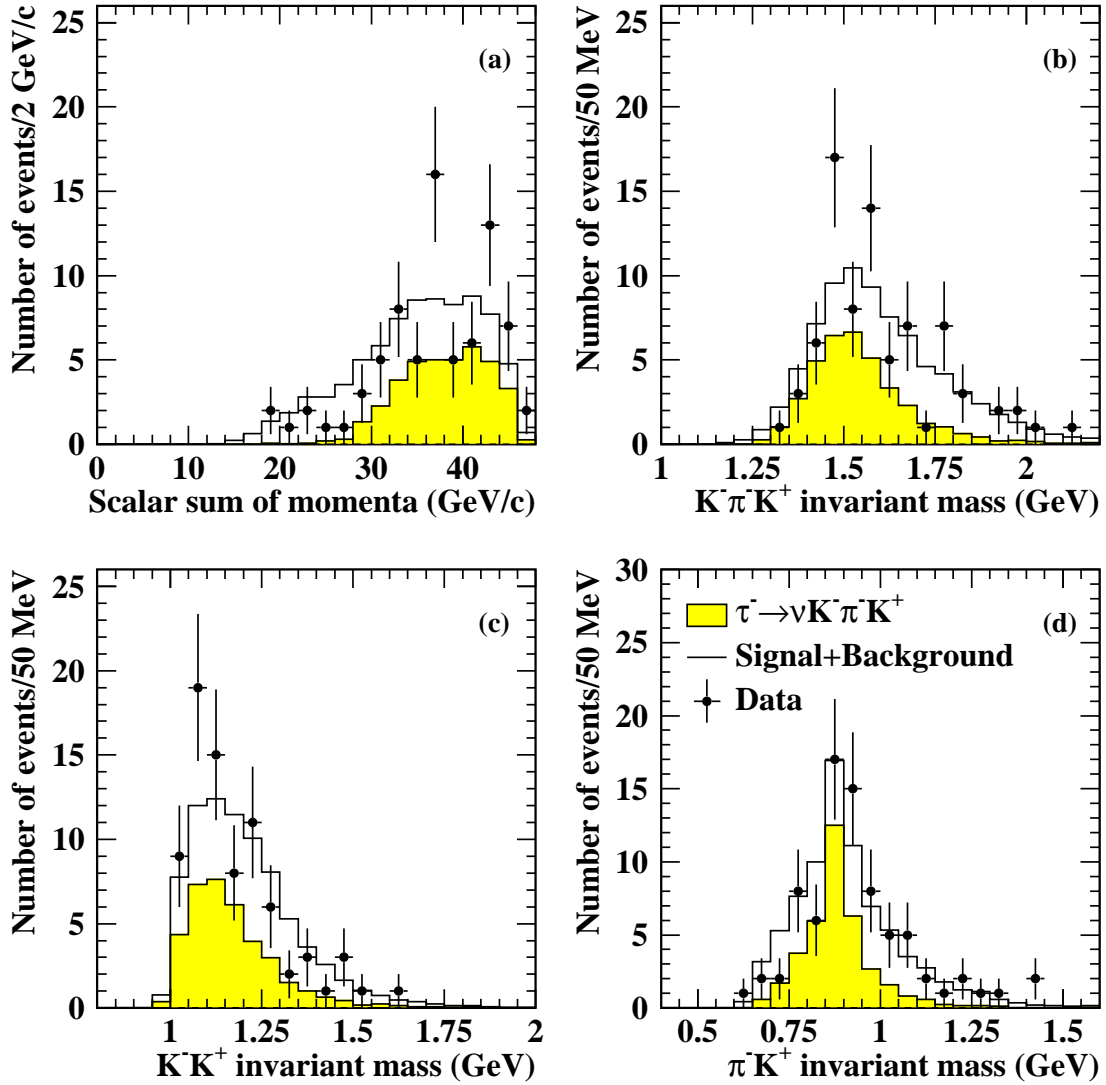 Number of events/2 GeV/c
25
20
15
10
5
0
(a)
0 10 20 30 40
Scalar sum of momenta (GeV/c)
Number of events/50 MeV
25
20
15
10
5
0
(b)
1 1.25 1.5 1.75 2
K⁻π⁻K⁺ invariant mass (GeV)
Number of events/50 MeV
25
20
15
10
5
0
(c)
1 1.25 1.5 1.75 2
K⁻K⁺ invariant mass (GeV)
Number of events/50 MeV
30
25
20
15
10
5
0
(d)
τ⁻→νK⁻π⁻K⁺
Signal+Background
Data
0.5 0.75 1 1.25 1.5
π⁻K⁺ invariant mass (GeV)